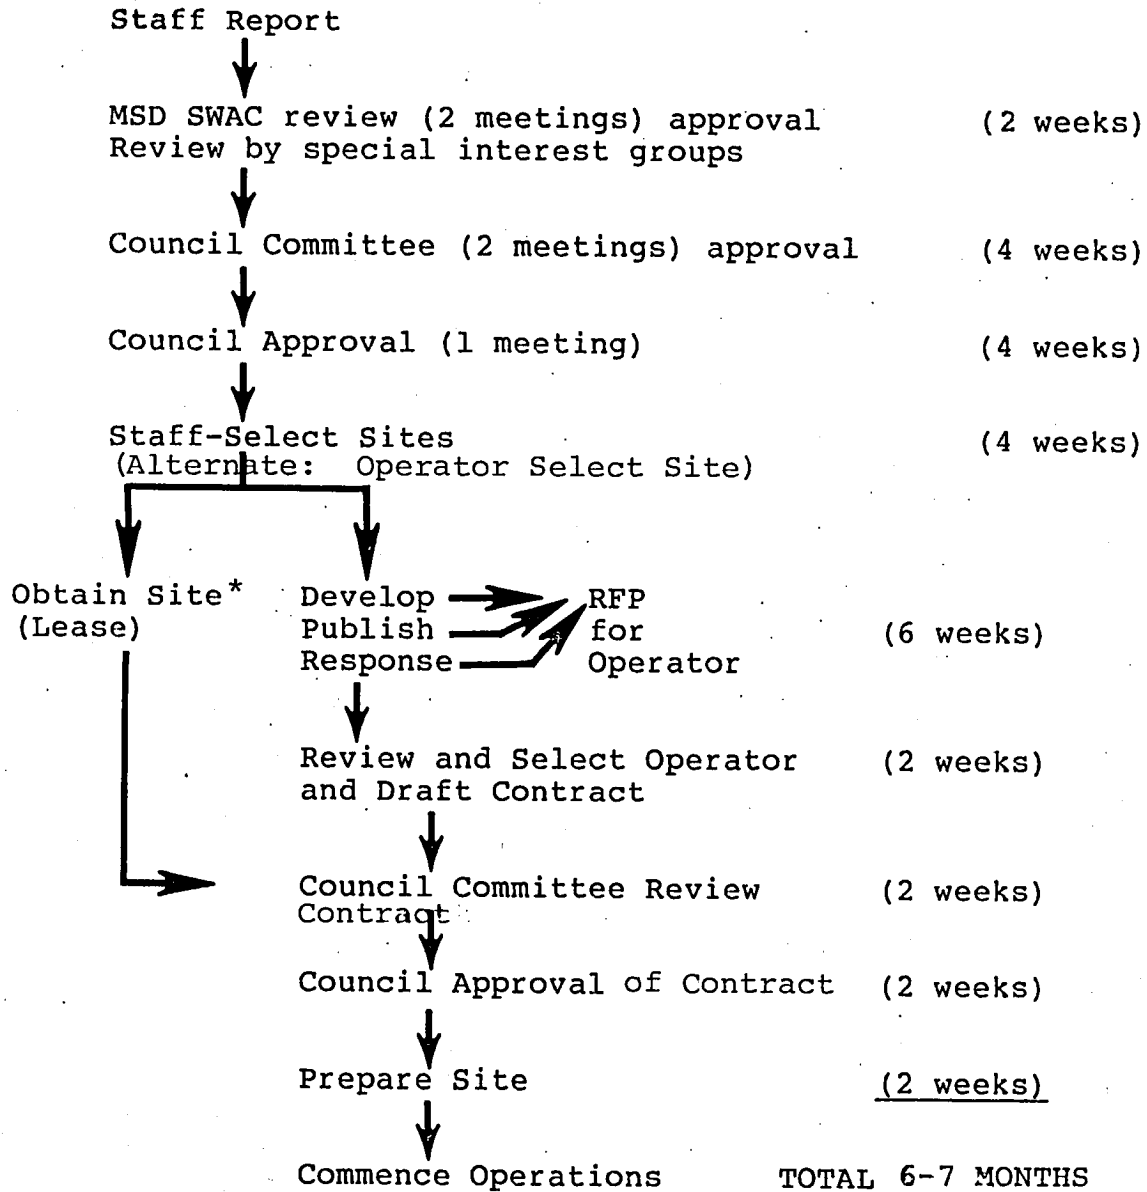 Staff Report
MSD SWAC review (2 meetings) approval (2 weeks)
Review by special interest groups
Council Committee (2 meetings) approval (4 weeks)
Council Approval (1 meeting) (4 weeks)
Staff-Select Sites (4 weeks)
(Alternate: Operator Select Site)
Obtain Site* Develop RFP
(Lease) Publish for (6 weeks)
Response Operator
Review and Select Operator (2 weeks)
and Draft Contract
Council Committee Review (2 weeks)
Contract
Council Approval of Contract (2 weeks)
Prepare Site (2 weeks)
Commence Operations TOTAL 6-7 MONTHS